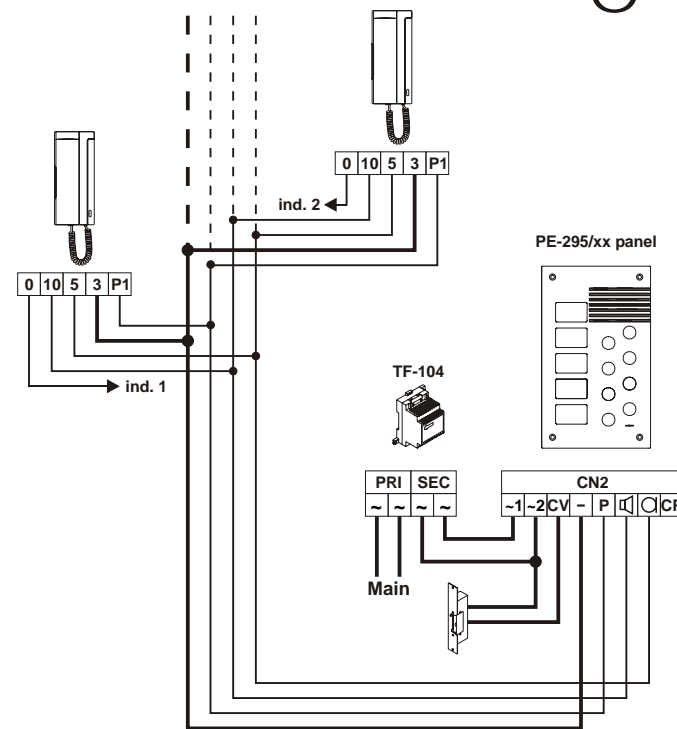 0 10 5 3 P1
ind. 2
PE-295/xx panel
0 10 5 3 P1
ind. 1
TF-104
PRI SEC
CN2
~ ~ ~ ~
~1 ~2 CV – P
Main